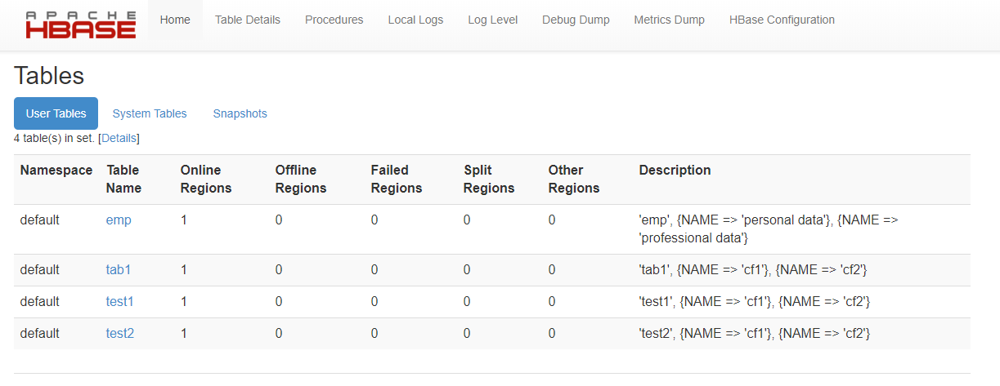 APACHE
HBASE
Home Table Details Procedures Local Logs Log Level Debug Dump Metrics Dump HBase Configuration
Tables
User Tables System Tables Snapshots
4 table(s) in set. [Details]
Namespace Table Name Online Regions Offline Regions Failed Regions Split Regions Other Regions Description
default emp 1 0 0 0 0 'emp', {NAME => 'personal data'}, {NAME =>
'professional data'}
default tab1 1 0 0 0 0 'tab1', {NAME => 'cf1'}, {NAME => 'cf2'}
default test1 1 0 0 0 0 'test1', {NAME => 'cf1'}, {NAME => 'cf2'}
default test2 1 0 0 0 0 'test2', {NAME => 'cf1'}, {NAME => 'cf2'}